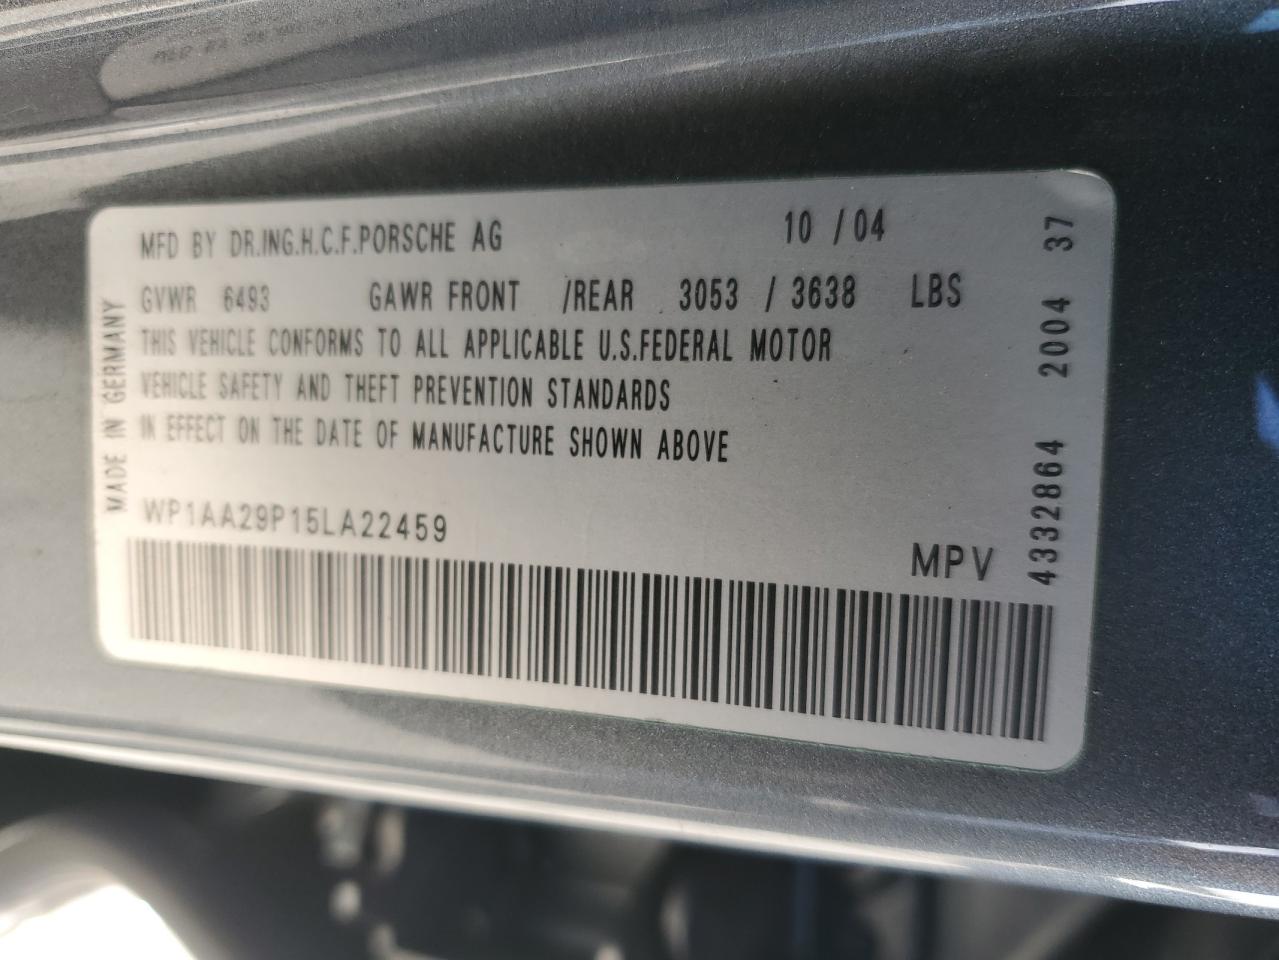 MFD BY DR.ING.H.C.F.PORSCHE AG 10 /04
GVWR 6493 GAWR FRONT /REAR 3053 / 3638 LBS
THIS VEHICLE CONFORMS TO ALL APPLICABLE U.S.FEDERAL MOTOR
VEHICLE SAFETY AND THEFT PREVENTION STANDARDS
IN EFFECT ON THE DATE OF MANUFACTURE SHOWN ABOVE
WP1AA29P15LA22459
MPV
MADE IN GERMANY
4332864 2004 37